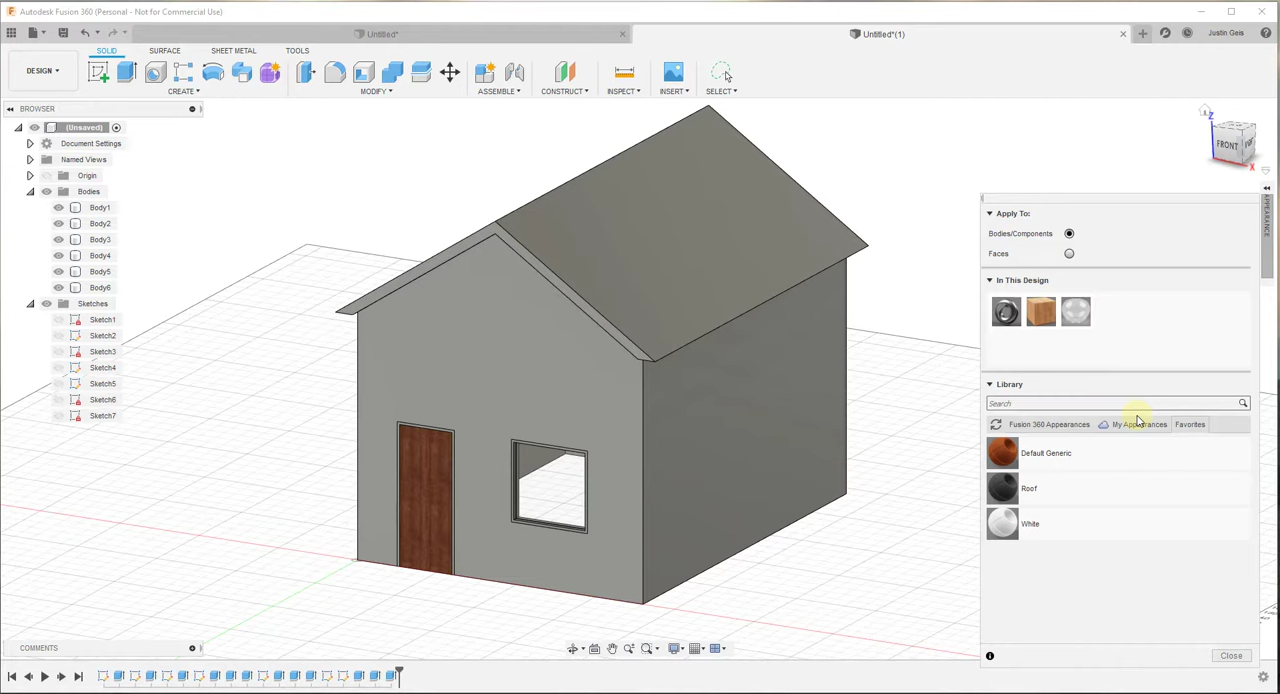 Autodesk Fusion 360 (Personal - Not for Commercial Use)
Untitled*
Untitled*(1)
Justin Geis
SOLID
SURFACE
SHEET METAL
TOOLS
DESIGN
CREATE
MODIFY
ASSEMBLE
CONSTRUCT
INSPECT
INSERT
SELECT
BROWSER
(Unsaved)
Document Settings
Named Views
Origin
Bodies
Body1
Body2
Body3
Body4
Body5
Body6
Sketches
Sketch1
Sketch2
Sketch3
Sketch4
Sketch5
Sketch6
Sketch7
Z
FRONT
X
APPEARANCE
Apply To:
Bodies/Components
Faces
In This Design
Library
Search
Fusion 360 Appearances
My Appearances
Favorites
Default Generic
Roof
White
Close
COMMENTS